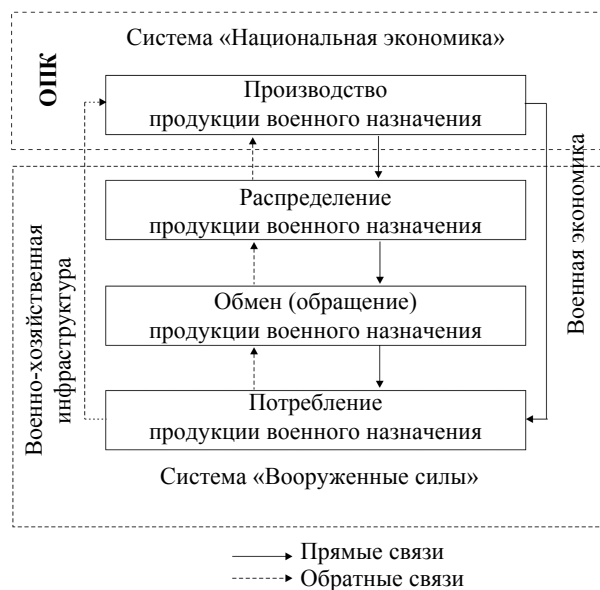 Система «Национальная экономика»
ОПК
Производство
продукции военного назначения
Распределение
продукции военного назначения
Обмен (обращение)
продукции военного назначения
Потребление
продукции военного назначения
Военно-хозяйственная
инфраструктура
Военная экономика
Система «Вооруженные силы»
Прямые связи
Обратные связи